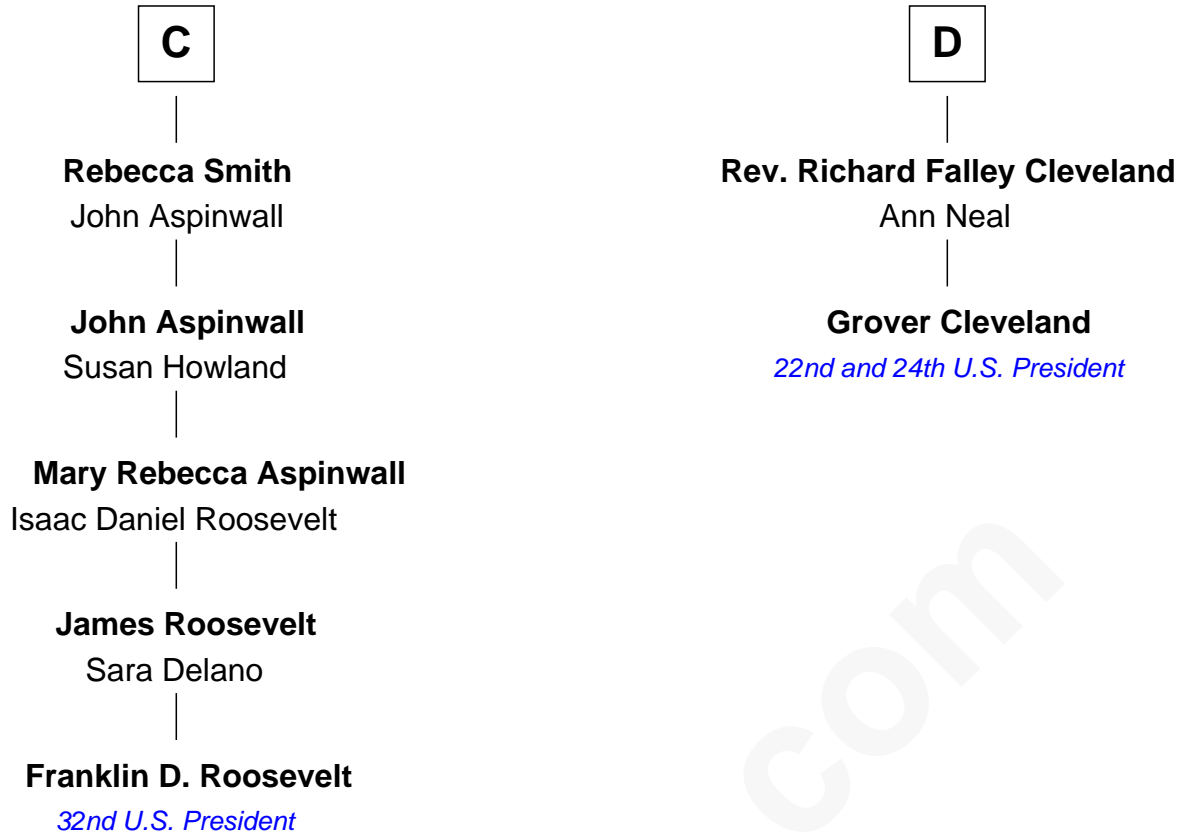 C
Rebecca Smith
John Aspinwall
John Aspinwall
Susan Howland
Mary Rebecca Aspinwall
Isaac Daniel Roosevelt
James Roosevelt
Sara Delano
Franklin D. Roosevelt
32nd U.S. President
D
Rev. Richard Falley Cleveland
Ann Neal
Grover Cleveland
22nd and 24th U.S. President
com